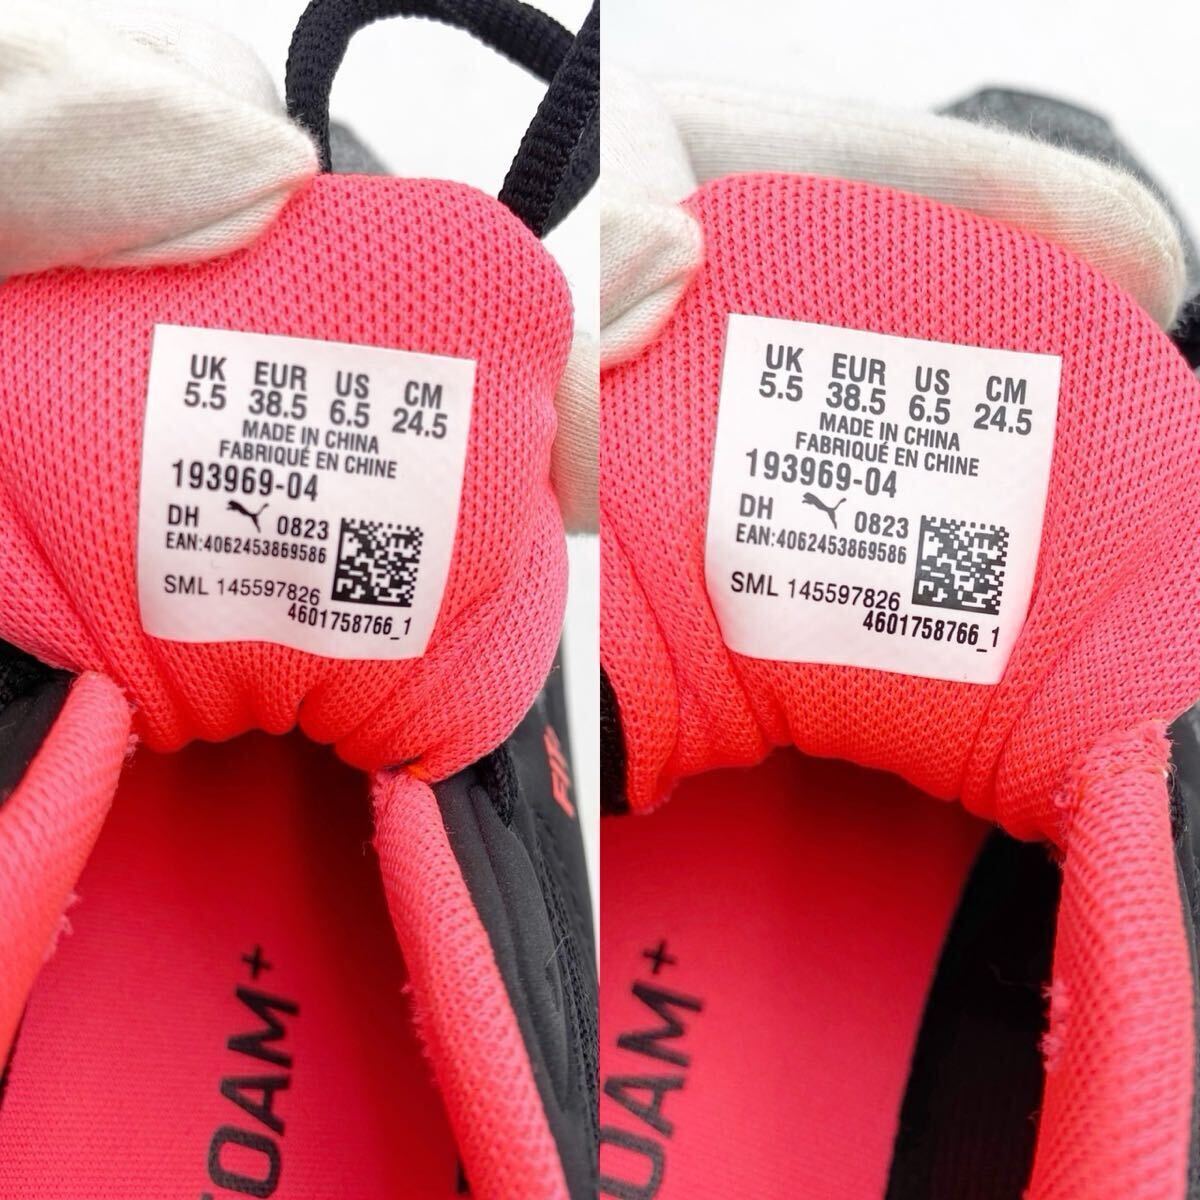 UK EUR US CM
5.5 38.5 6.5 24.5
MADE IN CHINA
FABRIQUÉ EN CHINE
193969-04
DH 0823
EAN:4062453869586
SML 145597826
4601758766_1
OAM+
UK EUR US CM
5.5 38.5 6.5 24.5
MADE IN CHINA
FABRIQUÉ EN CHINE
193969-04
DH 0823
EAN:4062453869586
SML 145597826
4601758766_1
OAM+